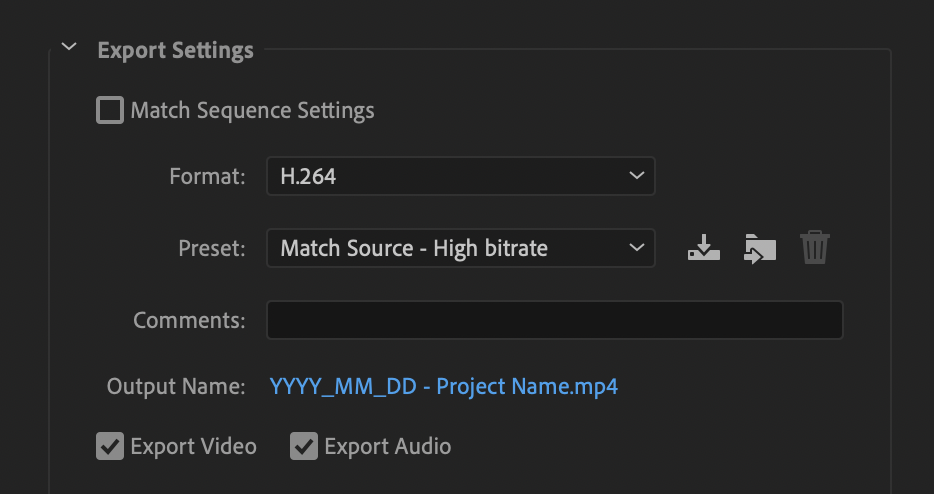 Export Settings
Match Sequence Settings
Format: H.264
Preset: Match Source - High bitrate
Comments:
Output Name: YYYY_MM_DD - Project Name.mp4
Export Video Export Audio